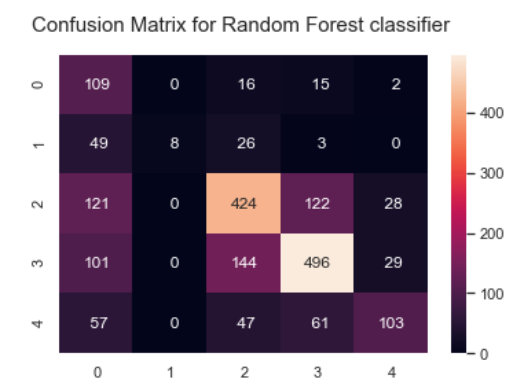 Confusion Matrix for Random Forest classifier
0 109 0 16 15 2
1 49 8 26 3 0
2 121 0 424 122 28
3 101 0 144 496 29
4 57 0 47 61 103
0 1 2 3 4
400
300
200
100
0